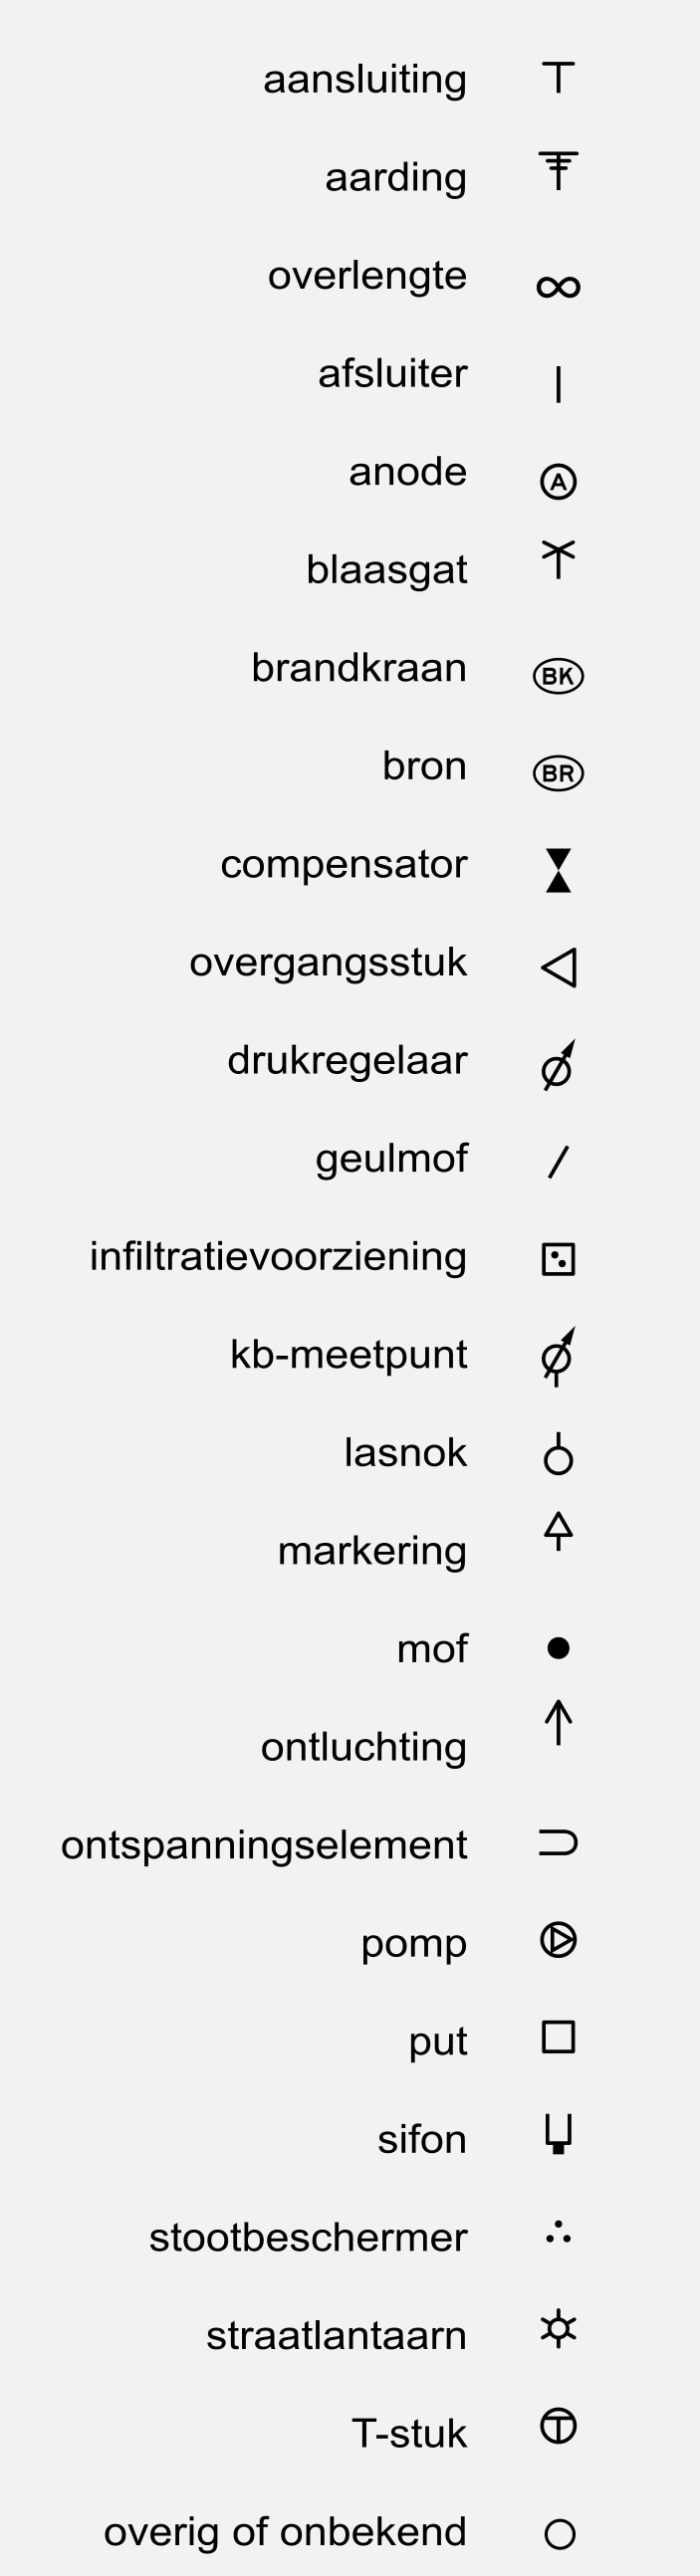 aansluiting
aarding
overlengte
afsluiter
anode A
blaasgat
brandkraan BK
bron BR
compensator
overgangsstuk
drukregelaar
geulmof
infiltratievoorziening
kb-meetpunt
lasnok
markering
mof
ontluchting
ontspanningselement
pomp
put
sifon
stootbeschermer
straatlantaarn
T-stuk
overig of onbekend